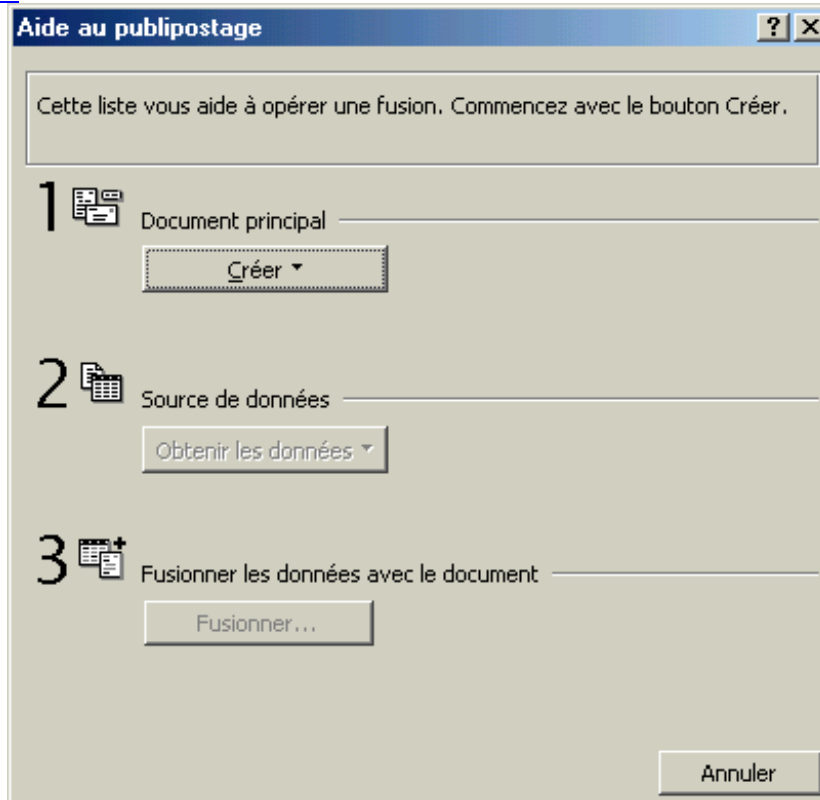 Aide au publipostage
Cette liste vous aide à opérer une fusion. Commencez avec le bouton Créer.
1
Document principal
Créer
2
Source de données
Obtenir les données
3
Fusionner les données avec le document
Fusionner...
Annuler